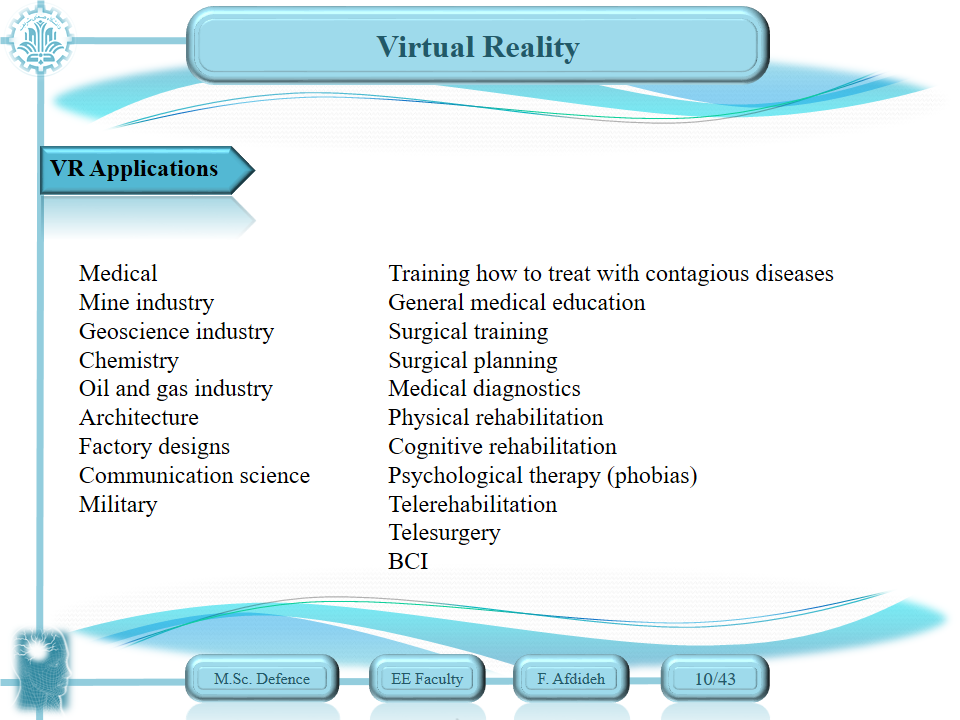 Virtual Reality
VR Applications
Medical
Mine industry
Geoscience industry
Chemistry
Oil and gas industry
Architecture
Factory designs
Communication science
Military
Training how to treat with contagious diseases
General medical education
Surgical training
Surgical planning
Medical diagnostics
Physical rehabilitation
Cognitive rehabilitation
Psychological therapy (phobias)
Telerehabilitation
Telesurgery
BCI
M.Sc. Defence
EE Faculty
F. Afdideh
10/43